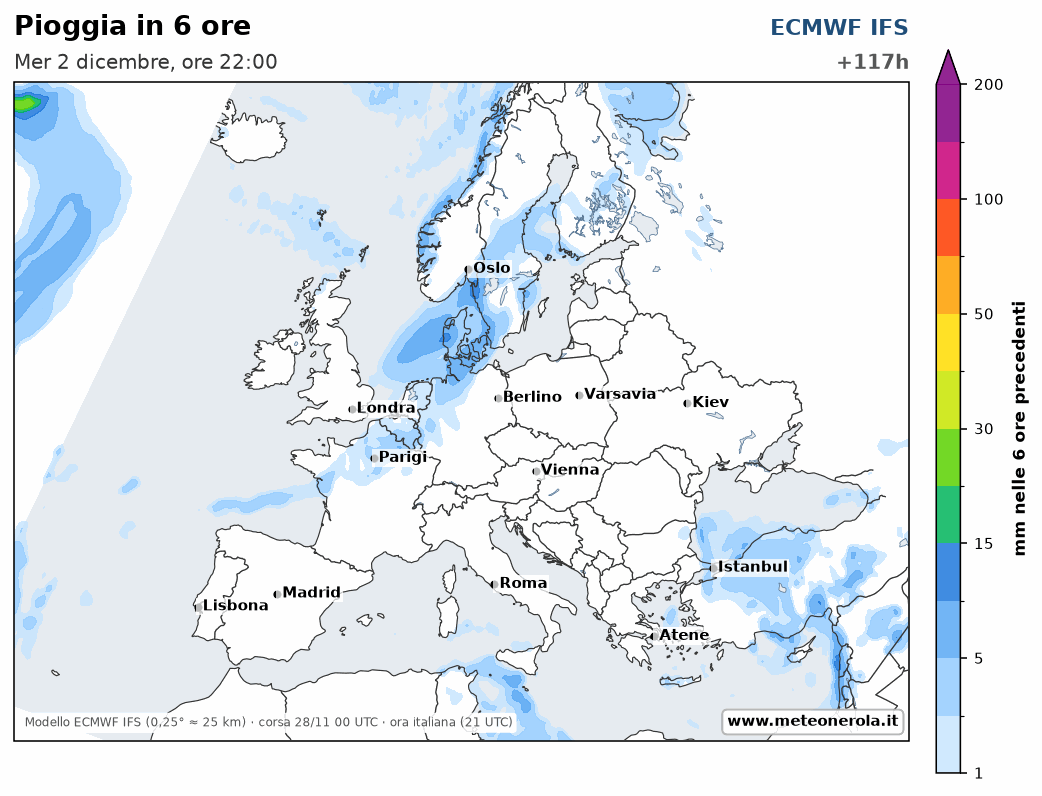 Pioggia in 6 ore
ECMWF IFS
Mer 2 dicembre, ore 22:00
+117h
200
100
50
30
15
5
1
mm nelle 6 ore precedenti
Oslo
Londra
Berlino
Varsavia
Kiev
Parigi
Vienna
Istanbul
Roma
Madrid
Lisbona
Atene
Modello ECMWF IFS (0,25° ≈ 25 km) · corsa 28/11 00 UTC · ora italiana (21 UTC)
www.meteonerola.it